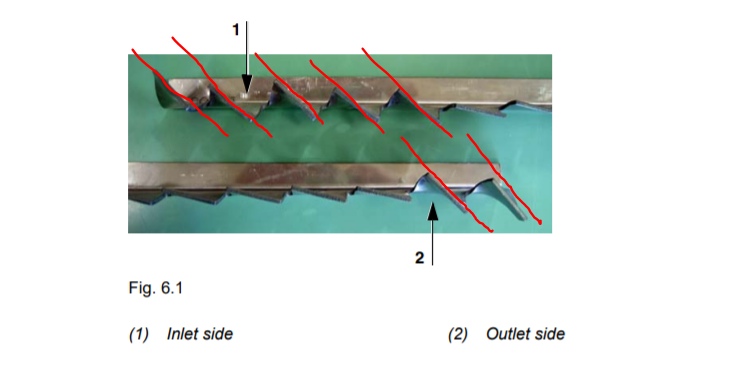 1
2
Fig. 6.1
(1) Inlet side
(2) Outlet side